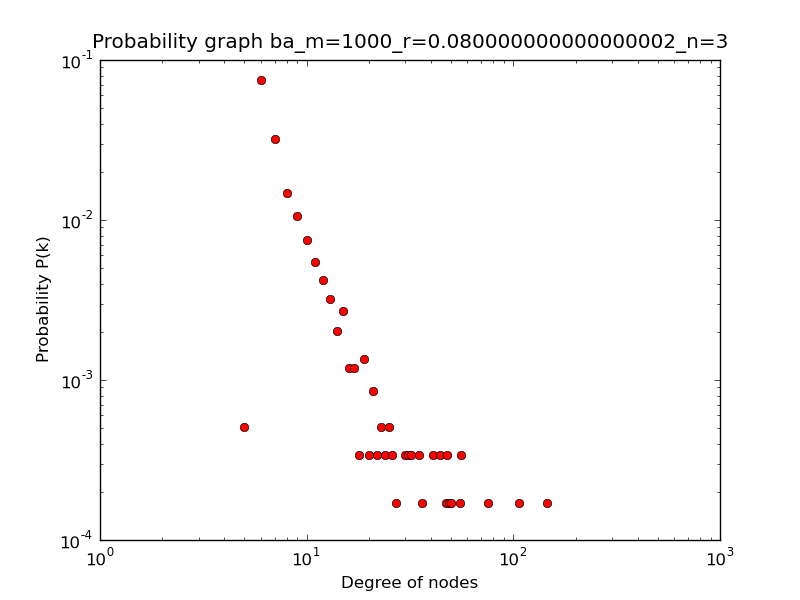 Probability graph ba_m=1000_r=0.080000000000000002_n=3
Probability P(k)
10^-1
10^-2
10^-3
10^-4
10^0
10^1
10^2
10^3
Degree of nodes